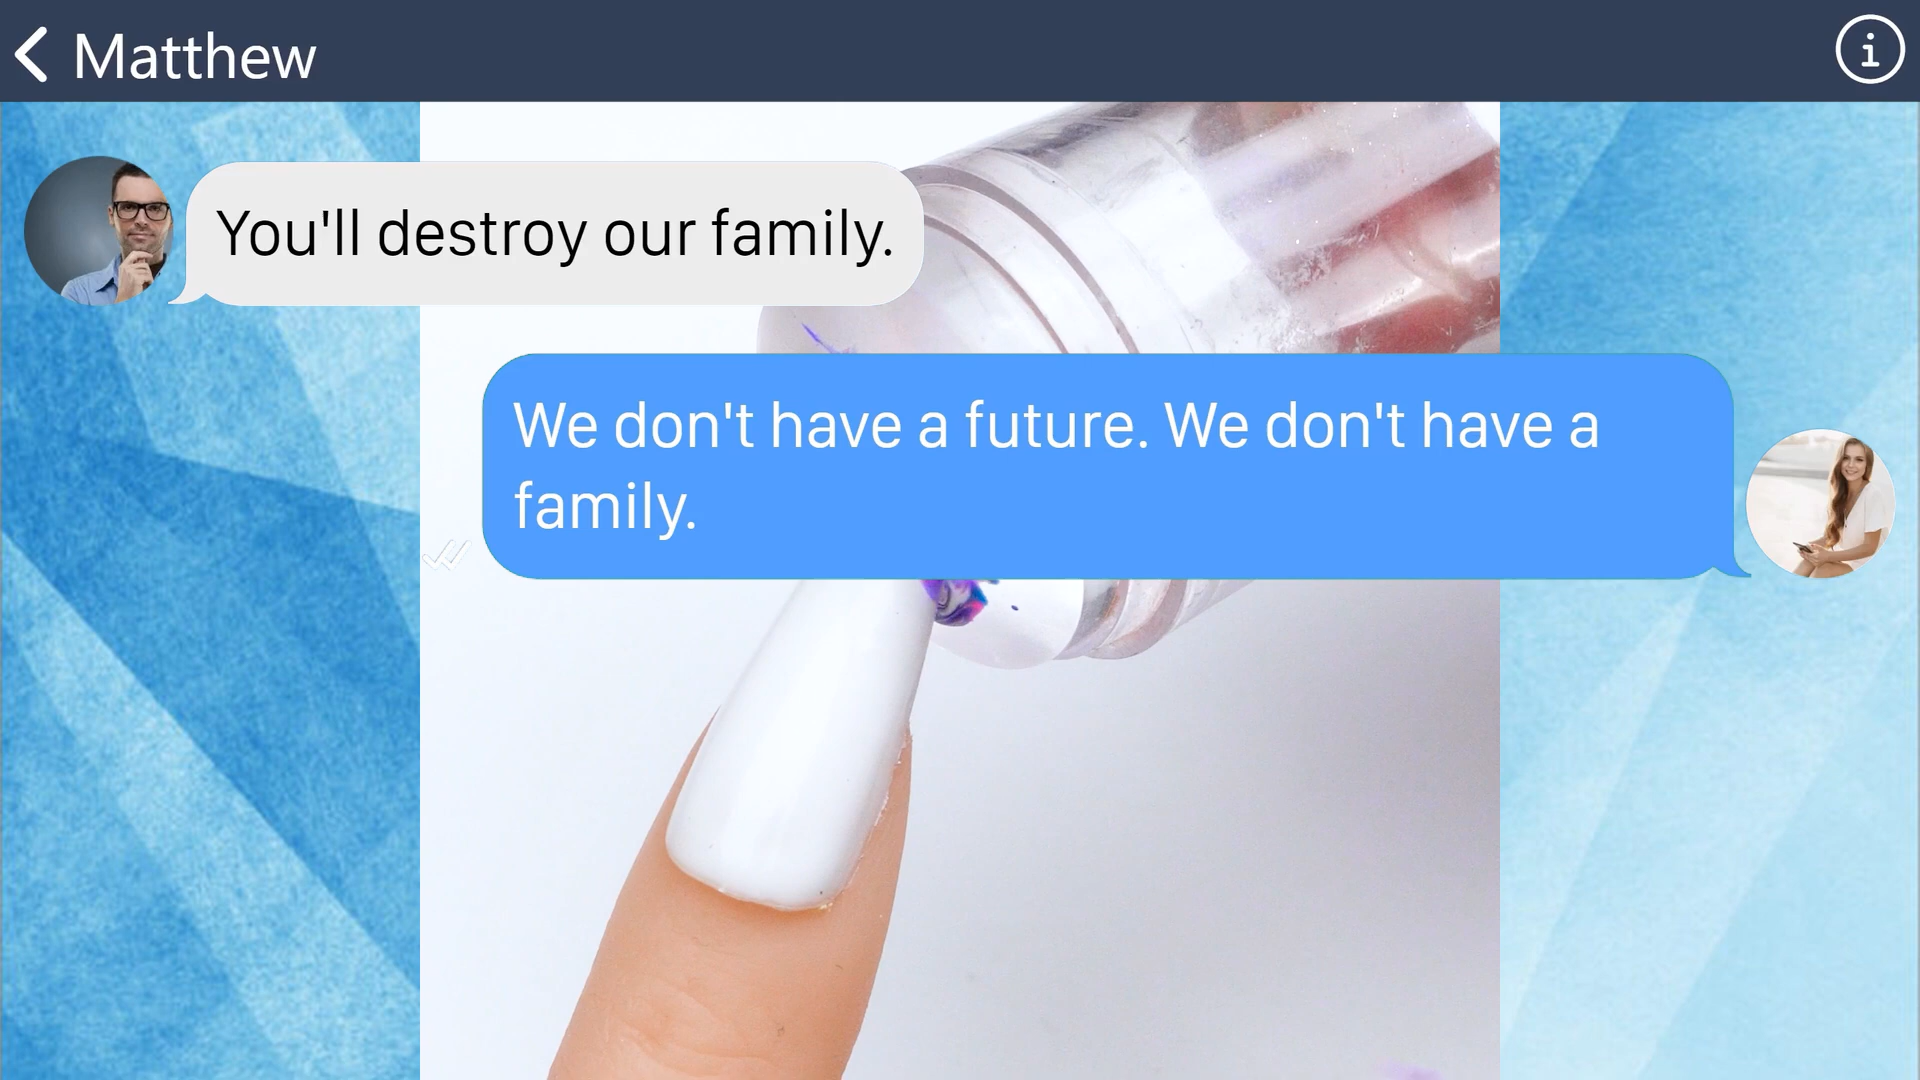 Matthew
You'll destroy our family.
We don't have a future. We don't have a
family.